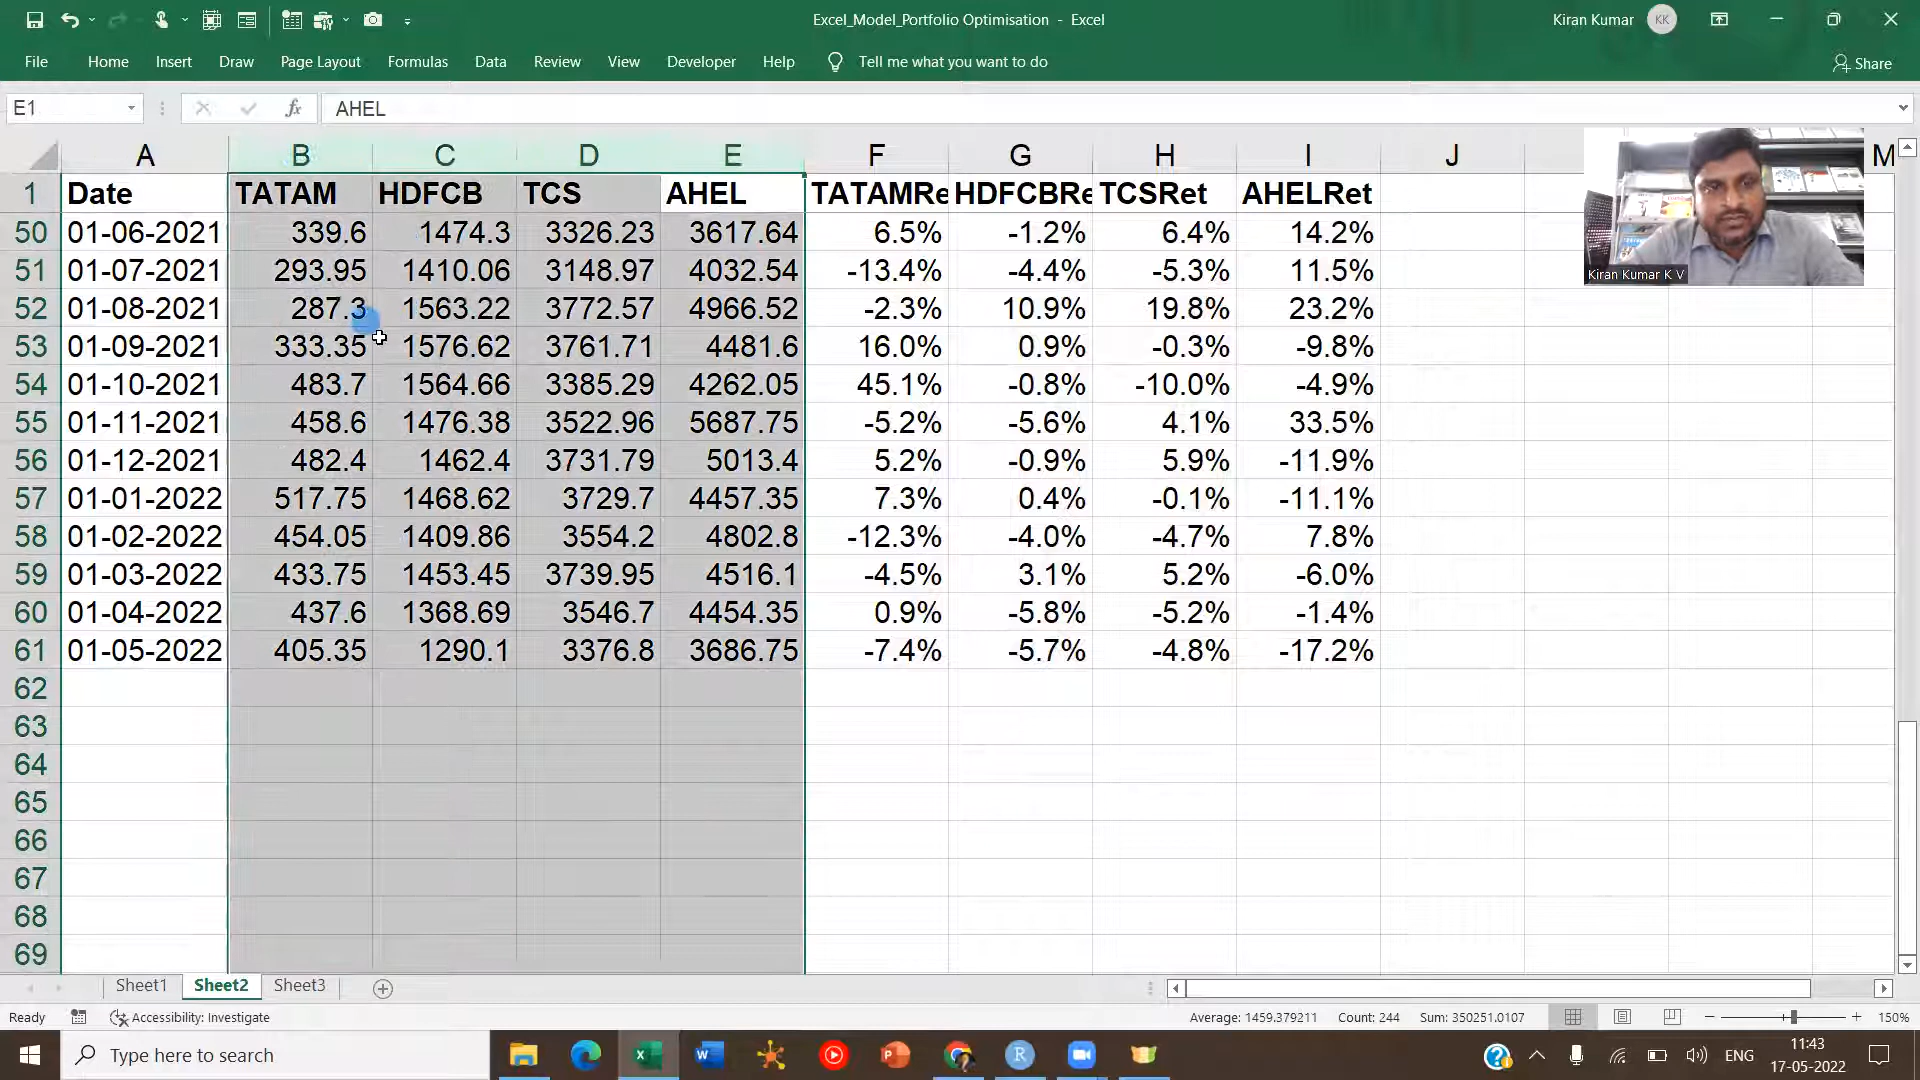 Excel_Model_Portfolio Optimisation - Excel
Kiran Kumar KK
File Home Insert Draw Page Layout Formulas Data Review View Developer Help Tell me what you want to do Share
E1 fx AHEL
A B C D E F G H I J M
1 Date TATAM HDFCB TCS AHEL TATAMRe HDFCBRe TCSRet AHELRet
50 01-06-2021 339.6 1474.3 3326.23 3617.64 6.5% -1.2% 6.4% 14.2%
51 01-07-2021 293.95 1410.06 3148.97 4032.54 -13.4% -4.4% -5.3% 11.5%
Kiran Kumar K V
52 01-08-2021 287.3 1563.22 3772.57 4966.52 -2.3% 10.9% 19.8% 23.2%
53 01-09-2021 333.35 1576.62 3761.71 4481.6 16.0% 0.9% -0.3% -9.8%
54 01-10-2021 483.7 1564.66 3385.29 4262.05 45.1% -0.8% -10.0% -4.9%
55 01-11-2021 458.6 1476.38 3522.96 5687.75 -5.2% -5.6% 4.1% 33.5%
56 01-12-2021 482.4 1462.4 3731.79 5013.4 5.2% -0.9% 5.9% -11.9%
57 01-01-2022 517.75 1468.62 3729.7 4457.35 7.3% 0.4% -0.1% -11.1%
58 01-02-2022 454.05 1409.86 3554.2 4802.8 -12.3% -4.0% -4.7% 7.8%
59 01-03-2022 433.75 1453.45 3739.95 4516.1 -4.5% 3.1% 5.2% -6.0%
60 01-04-2022 437.6 1368.69 3546.7 4454.35 0.9% -5.8% -5.2% -1.4%
61 01-05-2022 405.35 1290.1 3376.8 3686.75 -7.4% -5.7% -4.8% -17.2%
62
63
64
65
66
67
68
69
Sheet1 Sheet2 Sheet3
Ready Accessibility: Investigate Average: 1459.379211 Count: 244 Sum: 350251.0107 150%
Type here to search ENG 11:43
17-05-2022